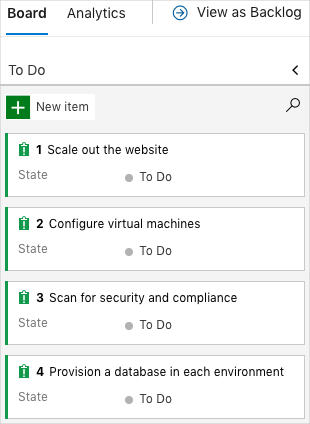 Board Analytics View as Backlog
To Do
New item
1 Scale out the website
State To Do
2 Configure virtual machines
State To Do
3 Scan for security and compliance
State To Do
4 Provision a database in each environment
State To Do